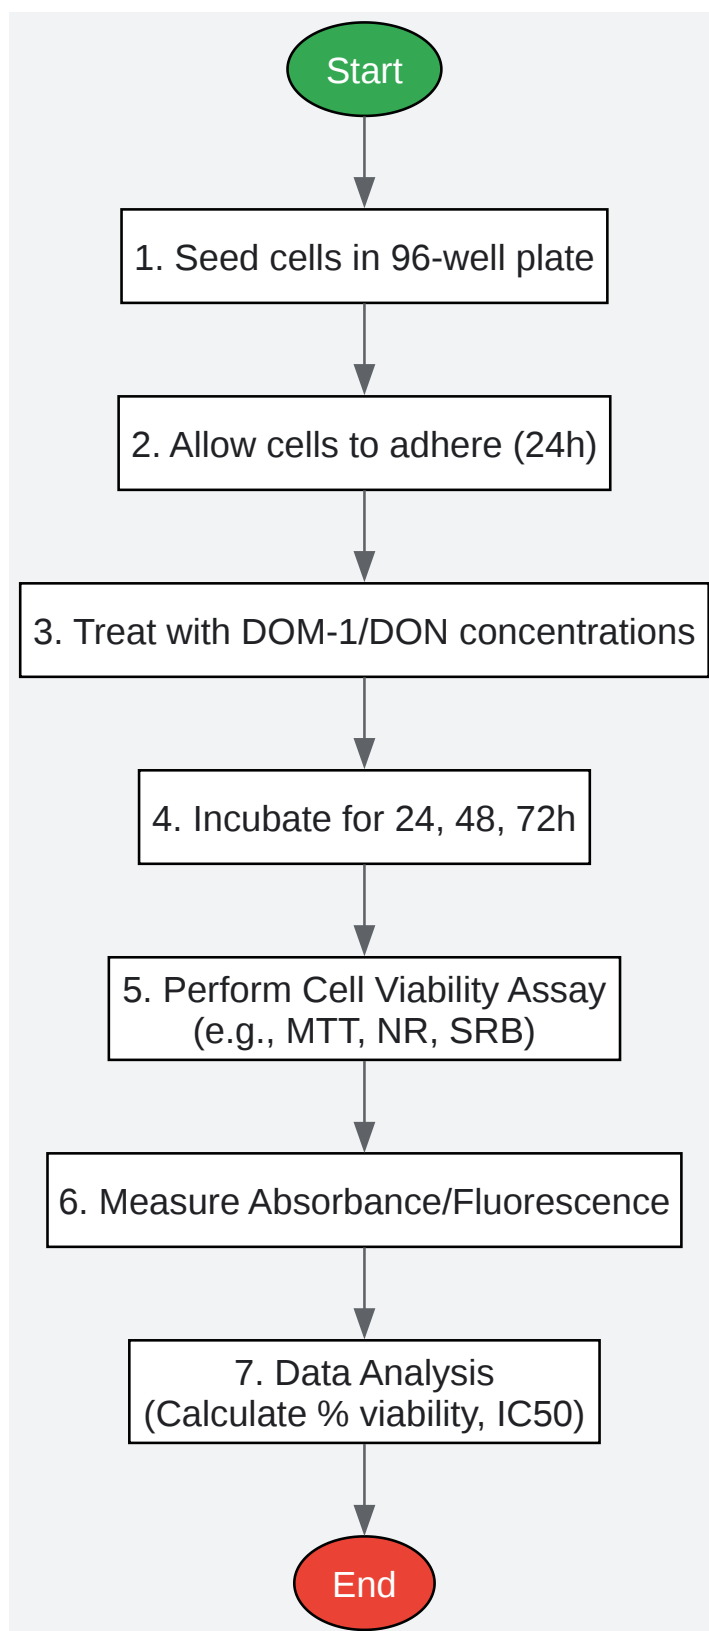 Start
1. Seed cells in 96-well plate
2. Allow cells to adhere (24h)
3. Treat with DOM-1/DON concentrations
4. Incubate for 24, 48, 72h
5. Perform Cell Viability Assay
(e.g., MTT, NR, SRB)
6. Measure Absorbance/Fluorescence
7. Data Analysis
(Calculate % viability, IC50)
End